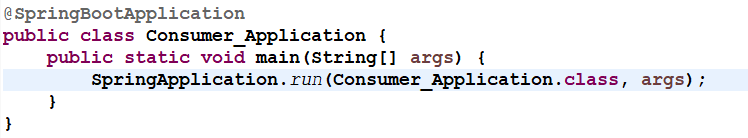 @SpringBootApplication
public class Consumer_Application {
    public static void main(String[] args) {
        SpringApplication.run(Consumer_Application.class, args);
    }
}